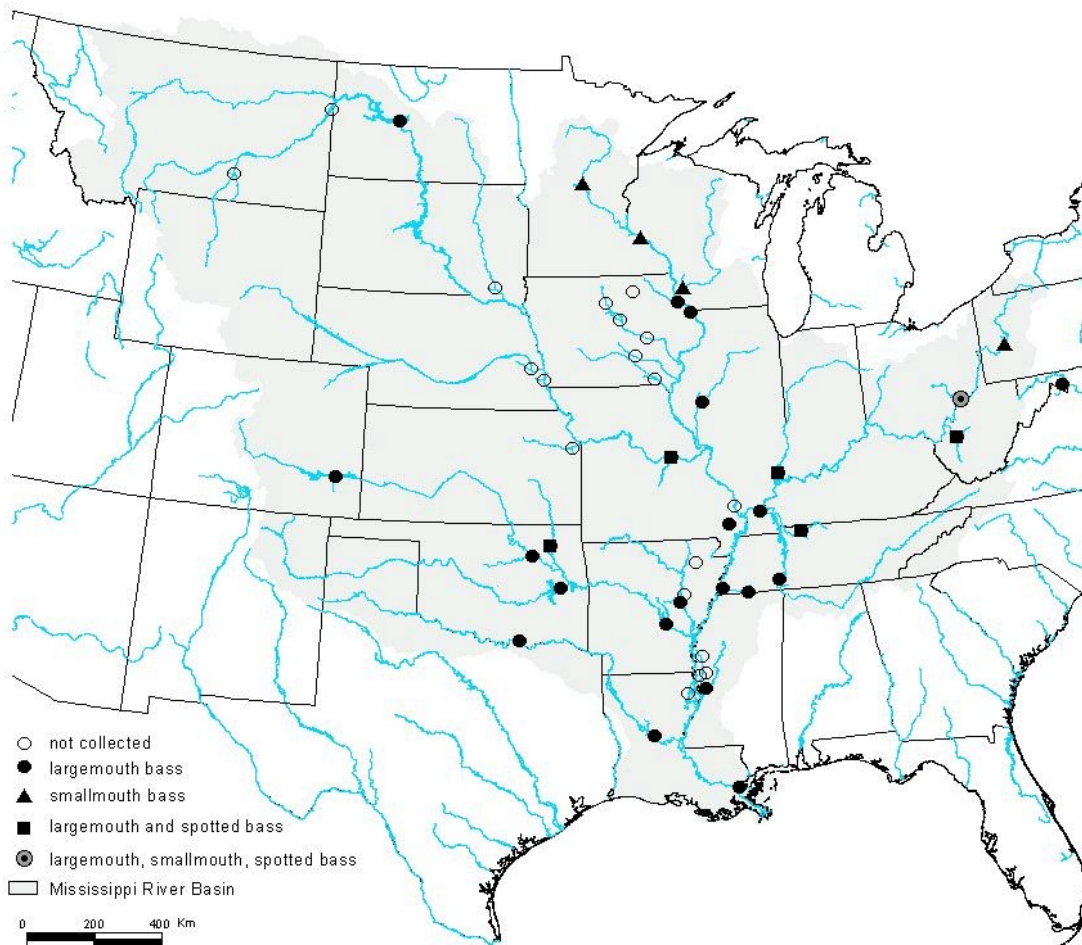 not collected
largemouth bass
smallmouth bass
largemouth and spotted bass
largemouth, smallmouth, spotted bass
Mississippi River Basin
0 200 400 Km